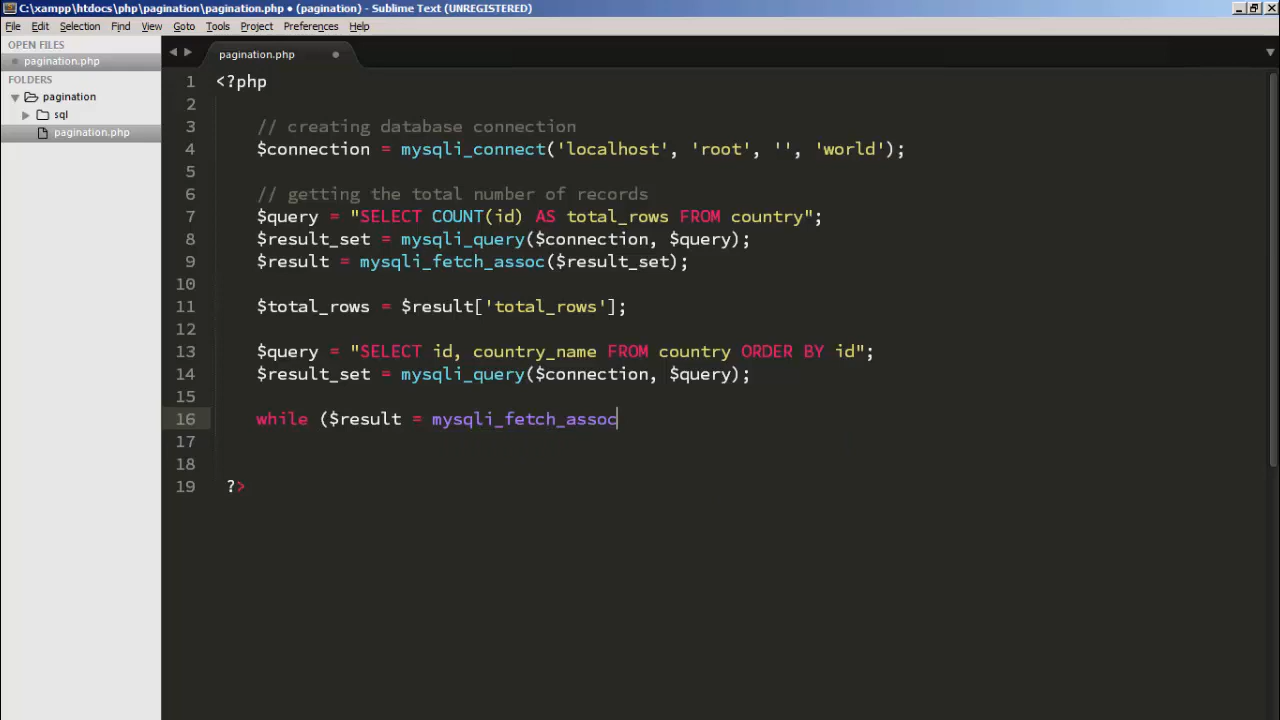 C:\xampp\htdocs\php\pagination\pagination.php • (pagination) - Sublime Text (UNREGISTERED)
File Edit Selection Find View Goto Tools Project Preferences Help
OPEN FILES
pagination.php
FOLDERS
pagination
sql
pagination.php
pagination.php
1 <?php
2
3 // creating database connection
4 $connection = mysqli_connect('localhost', 'root', '', 'world');
5
6 // getting the total number of records
7 $query = "SELECT COUNT(id) AS total_rows FROM country";
8 $result_set = mysqli_query($connection, $query);
9 $result = mysqli_fetch_assoc($result_set);
10
11 $total_rows = $result['total_rows'];
12
13 $query = "SELECT id, country_name FROM country ORDER BY id";
14 $result_set = mysqli_query($connection, $query);
15
16 while ($result = mysqli_fetch_assoc
17
18
19 ?>